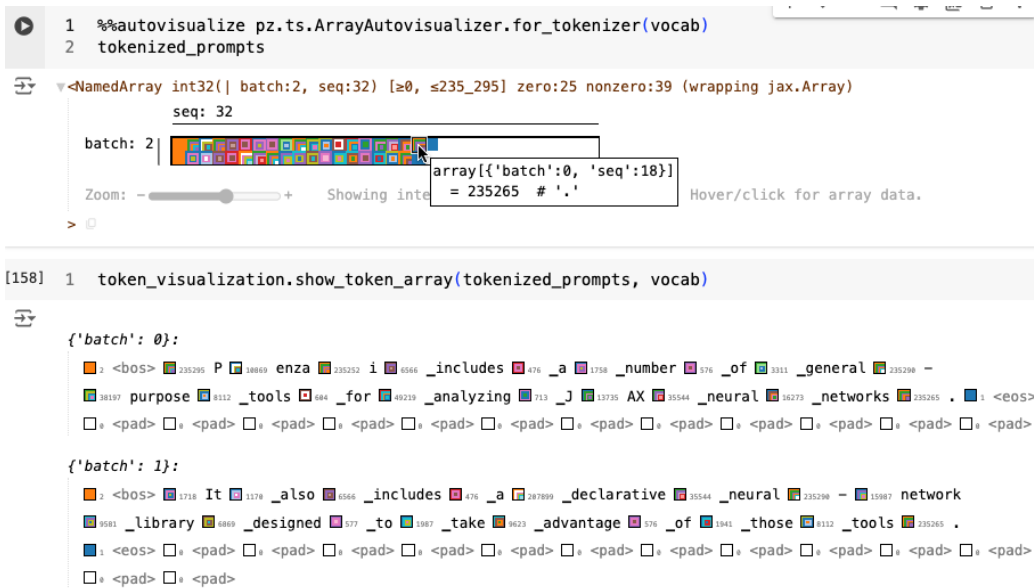 1 %%autovisualize pz.ts.ArrayAutovisualizer.for_tokenizer(vocab)
2 tokenized_prompts
▼<NamedArray int32(| batch:2, seq:32) [≥0, ≤235_295] zero:25 nonzero:39 (wrapping jax.Array)
seq: 32
batch: 2|
array[{'batch':0, 'seq':18}]
= 235265 # '.'
Zoom: - + Showing inte Hover/click for array data.
>
[158] 1 token_visualization.show_token_array(tokenized_prompts, vocab)
{'batch': 0}:
2 <bos> 235295 P 10869 enza 235252 i 6566 _includes 476 _a 1758 _number 576 _of 3311 _general 235290 -
38197 purpose 8112 _tools 604 _for 49219 _analyzing 713 _J 13735 AX 35544 _neural 16273 _networks 235265 . 1 <eos>
0 <pad> 0 <pad> 0 <pad> 0 <pad> 0 <pad> 0 <pad> 0 <pad> 0 <pad> 0 <pad> 0 <pad> 0 <pad> 0 <pad>
{'batch': 1}:
2 <bos> 1718 It 1170 _also 6566 _includes 476 _a 207899 _declarative 35544 _neural 235290 - 15987 network
9581 _library 6869 _designed 577 _to 1987 _take 9623 _advantage 576 _of 1941 _those 8112 _tools 235265 .
1 <eos> 0 <pad> 0 <pad> 0 <pad> 0 <pad> 0 <pad> 0 <pad> 0 <pad> 0 <pad> 0 <pad> 0 <pad> 0 <pad>
0 <pad> 0 <pad>